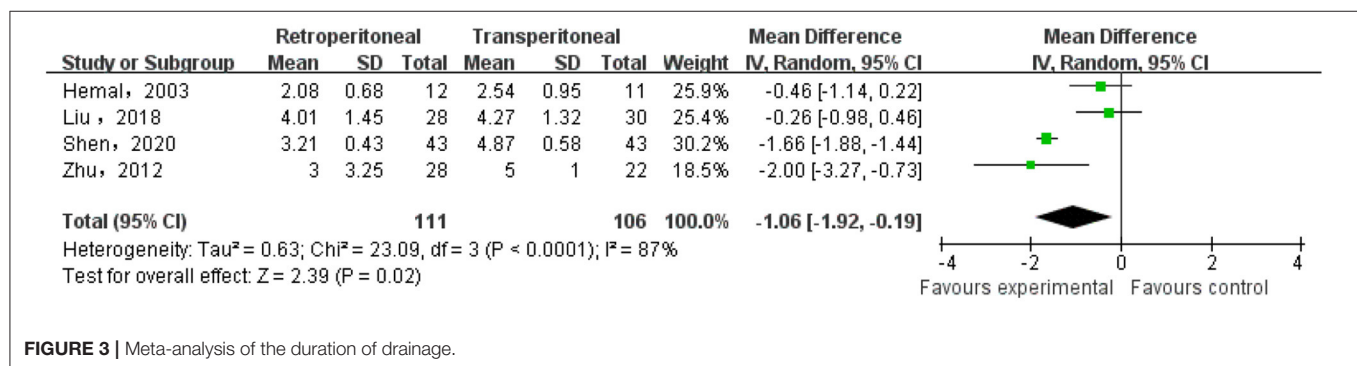 Retroperitoneal Transperitoneal Mean Difference Mean Difference
Study or Subgroup Mean SD Total Mean SD Total Weight IV, Random, 95% CI IV, Random, 95% CI
Hemal，2003 2.08 0.68 12 2.54 0.95 11 25.9% -0.46 [-1.14, 0.22]
Liu ，2018 4.01 1.45 28 4.27 1.32 30 25.4% -0.26 [-0.98, 0.46]
Shen，2020 3.21 0.43 43 4.87 0.58 43 30.2% -1.66 [-1.88, -1.44]
Zhu，2012 3 3.25 28 5 1 22 18.5% -2.00 [-3.27, -0.73]
Total (95% CI) 111 106 100.0% -1.06 [-1.92, -0.19]
Heterogeneity: Tau² = 0.63; Chi² = 23.09, df = 3 (P < 0.0001); I² = 87%
Test for overall effect: Z = 2.39 (P = 0.02)
-4 -2 0 2 4
Favours experimental Favours control
FIGURE 3 | Meta-analysis of the duration of drainage.